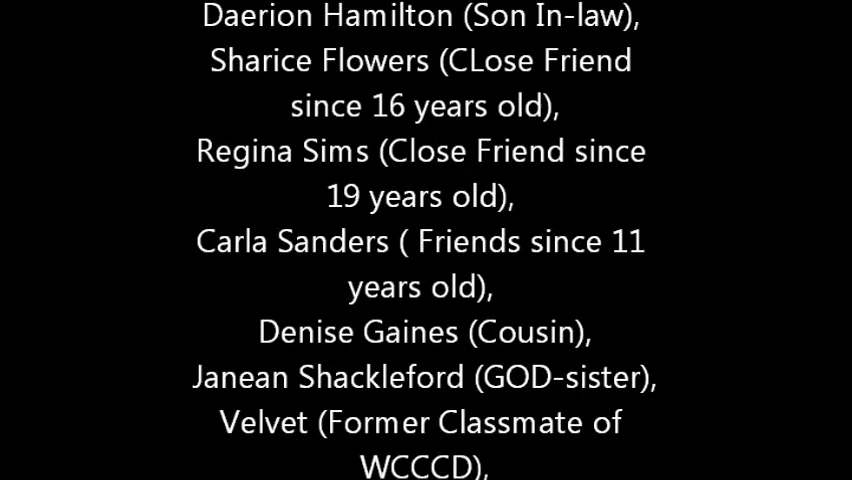 Daerion Hamilton (Son In-law),
Sharice Flowers (CLose Friend
since 16 years old),
Regina Sims (Close Friend since
19 years old),
Carla Sanders ( Friends since 11
years old),
Denise Gaines (Cousin),
Janean Shackleford (GOD-sister),
Velvet (Former Classmate of
WCCCD),